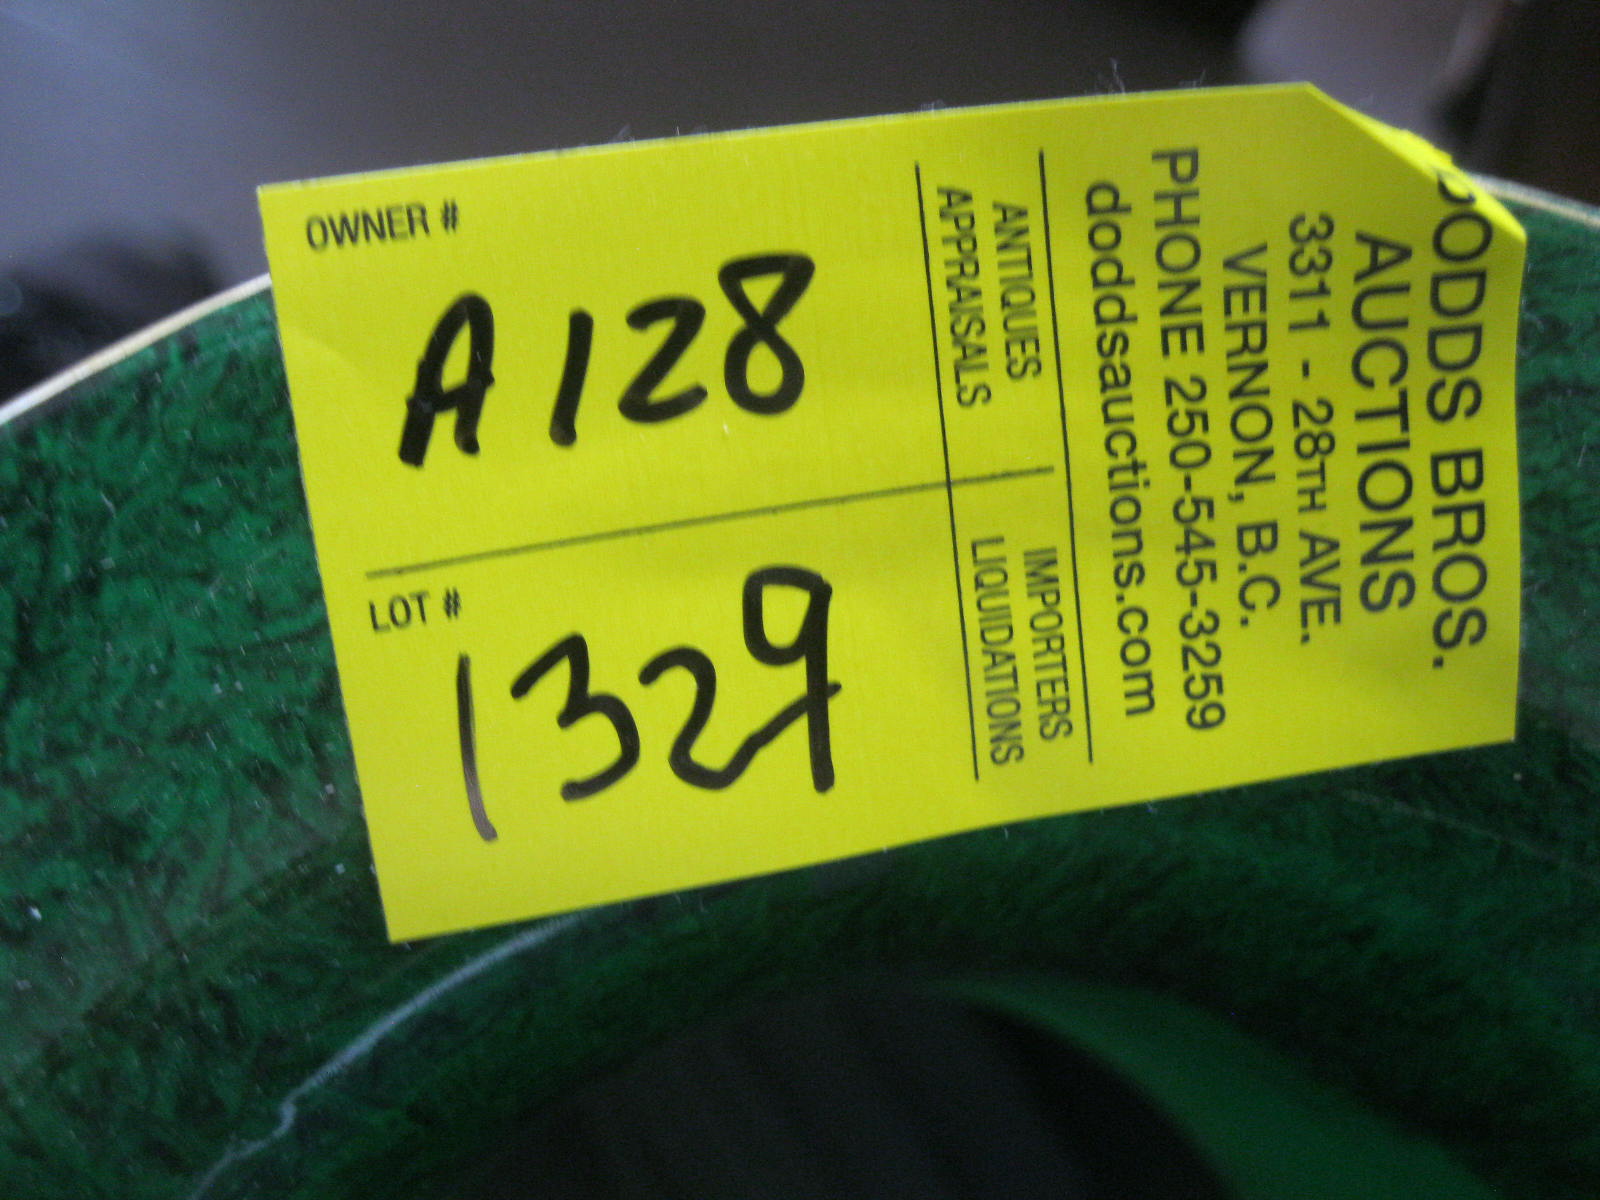 DODDS BROS.
AUCTIONS
3311 - 28TH AVE.
VERNON, B.C.
PHONE 250-545-3259
doddsauctions.com
ANTIQUES IMPORTERS
APPRAISALS LIQUIDATIONS
OWNER #
A128
LOT #
1329